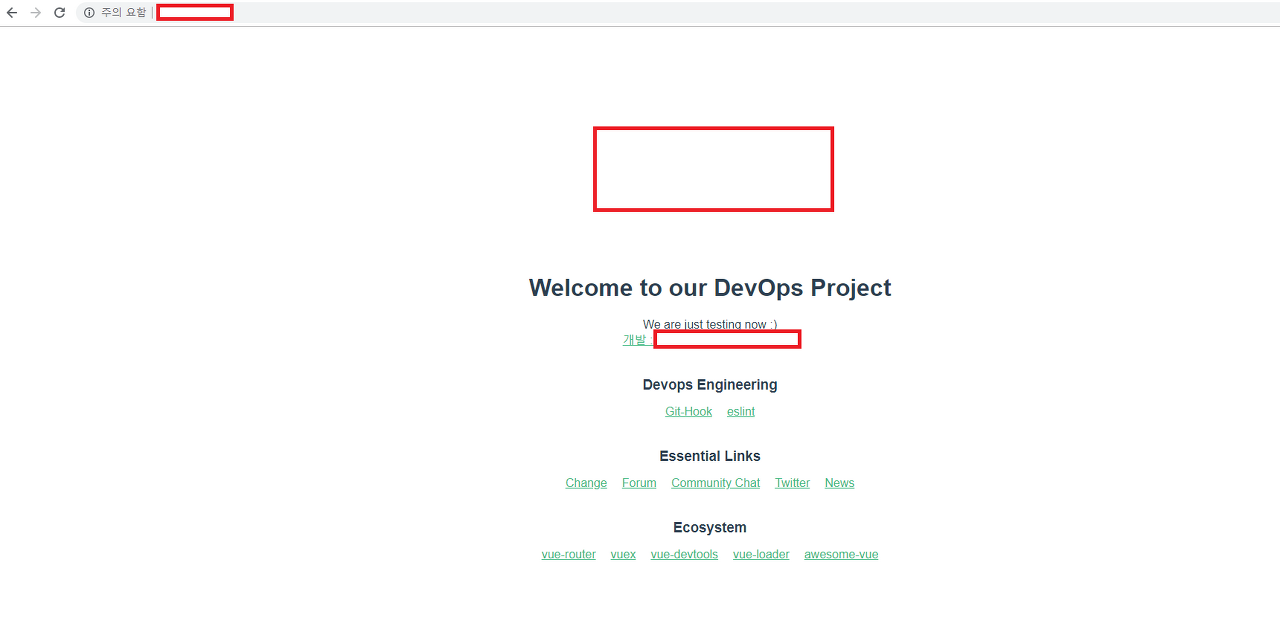 주의 요함
Welcome to our DevOps Project
We are just testing now :)
개발 :
Devops Engineering
Git-Hook eslint
Essential Links
Change Forum Community Chat Twitter News
Ecosystem
vue-router vuex vue-devtools vue-loader awesome-vue